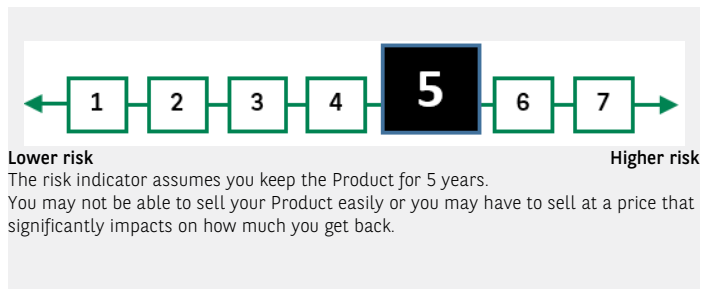 1 2 3 4 5 6 7
Lower risk Higher risk
The risk indicator assumes you keep the Product for 5 years.
You may not be able to sell your Product easily or you may have to sell at a price that
significantly impacts on how much you get back.